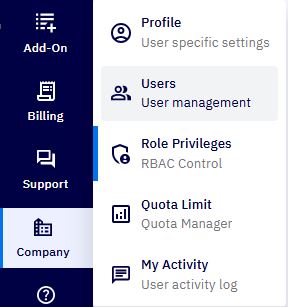 Add-On
Billing
Support
Company
Profile
User specific settings
Users
User management
Role Privileges
RBAC Control
Quota Limit
Quota Manager
My Activity
User activity log